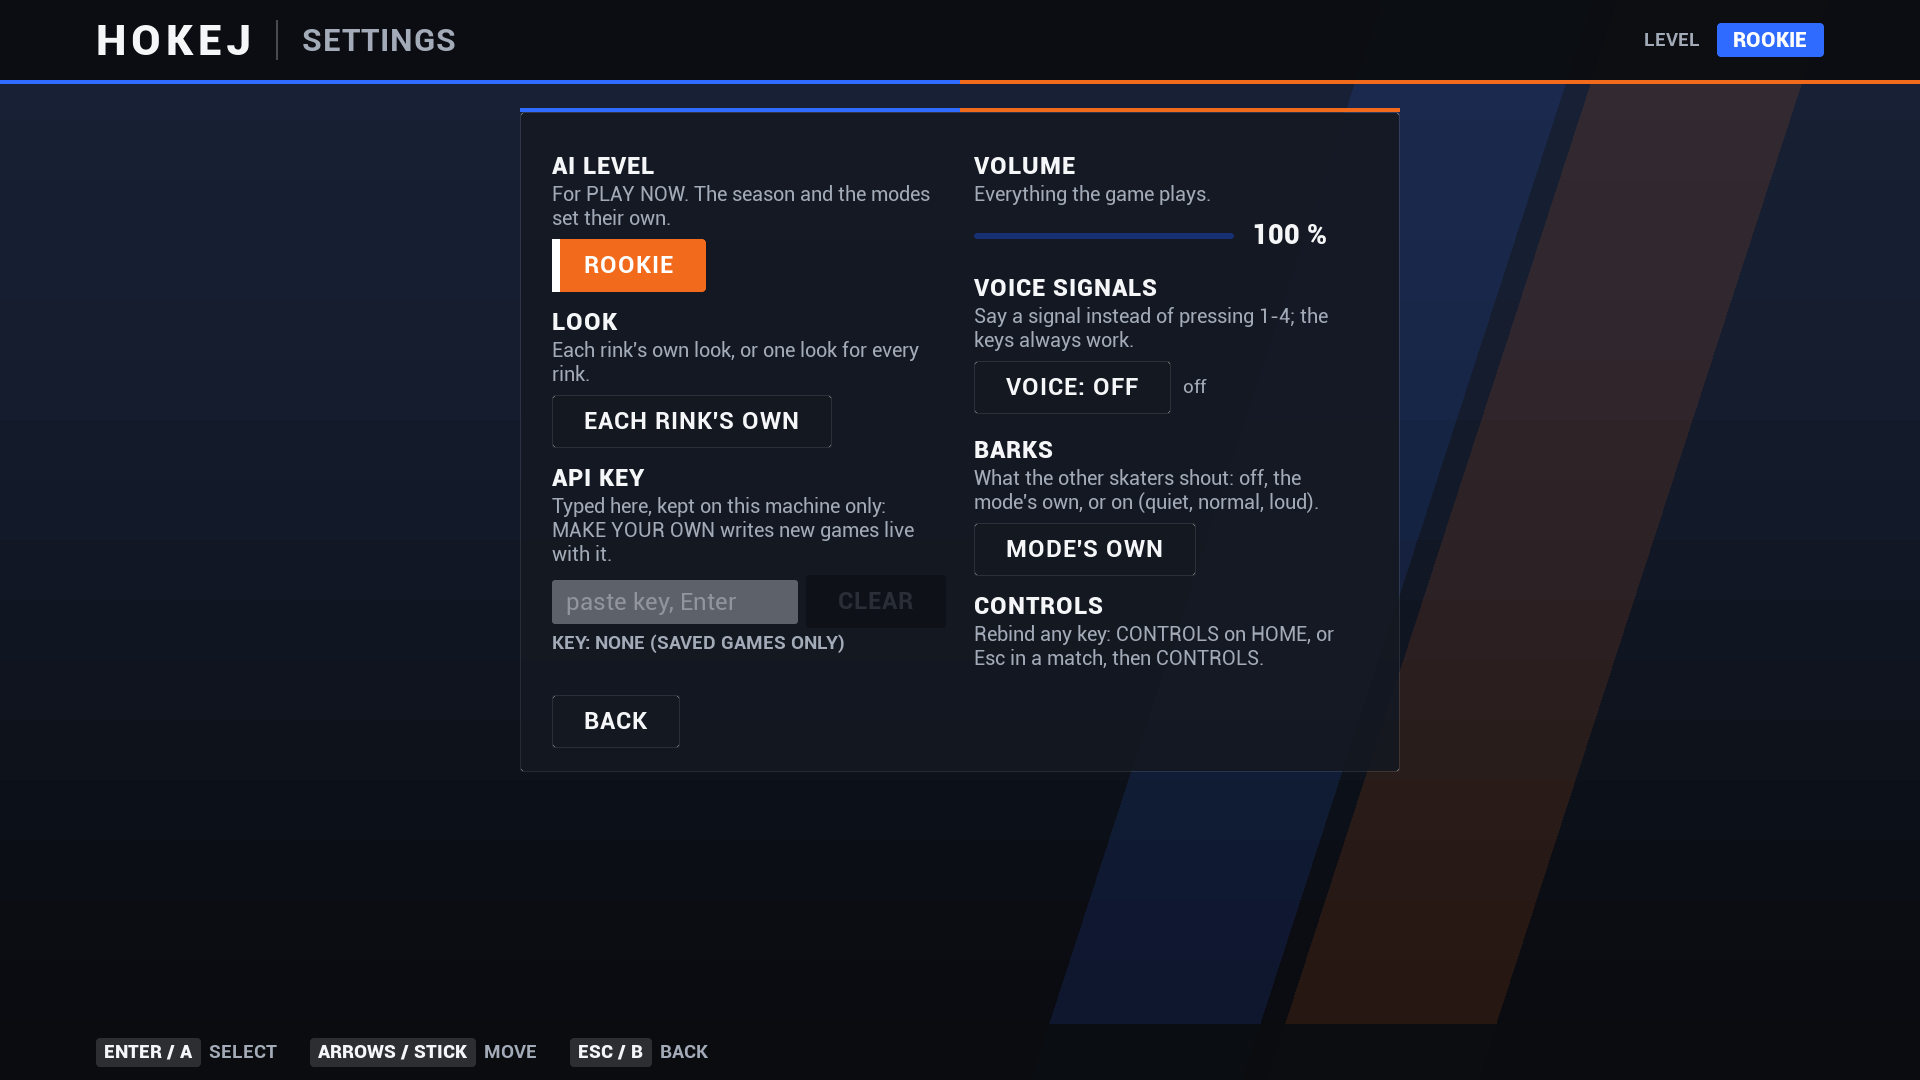 HOKEJ
SETTINGS
LEVEL
ROOKIE
AI LEVEL
For PLAY NOW. The season and the modes
set their own.
ROOKIE
LOOK
Each rink's own look, or one look for every
rink.
EACH RINK'S OWN
API KEY
Typed here, kept on this machine only:
MAKE YOUR OWN writes new games live
with it.
paste key, Enter
CLEAR
KEY: NONE (SAVED GAMES ONLY)
BACK
VOLUME
Everything the game plays.
100 %
VOICE SIGNALS
Say a signal instead of pressing 1-4; the
keys always work.
VOICE: OFF
off
BARKS
What the other skaters shout: off, the
mode's own, or on (quiet, normal, loud).
MODE'S OWN
CONTROLS
Rebind any key: CONTROLS on HOME, or
Esc in a match, then CONTROLS.
ENTER / A SELECT
ARROWS / STICK MOVE
ESC / B BACK